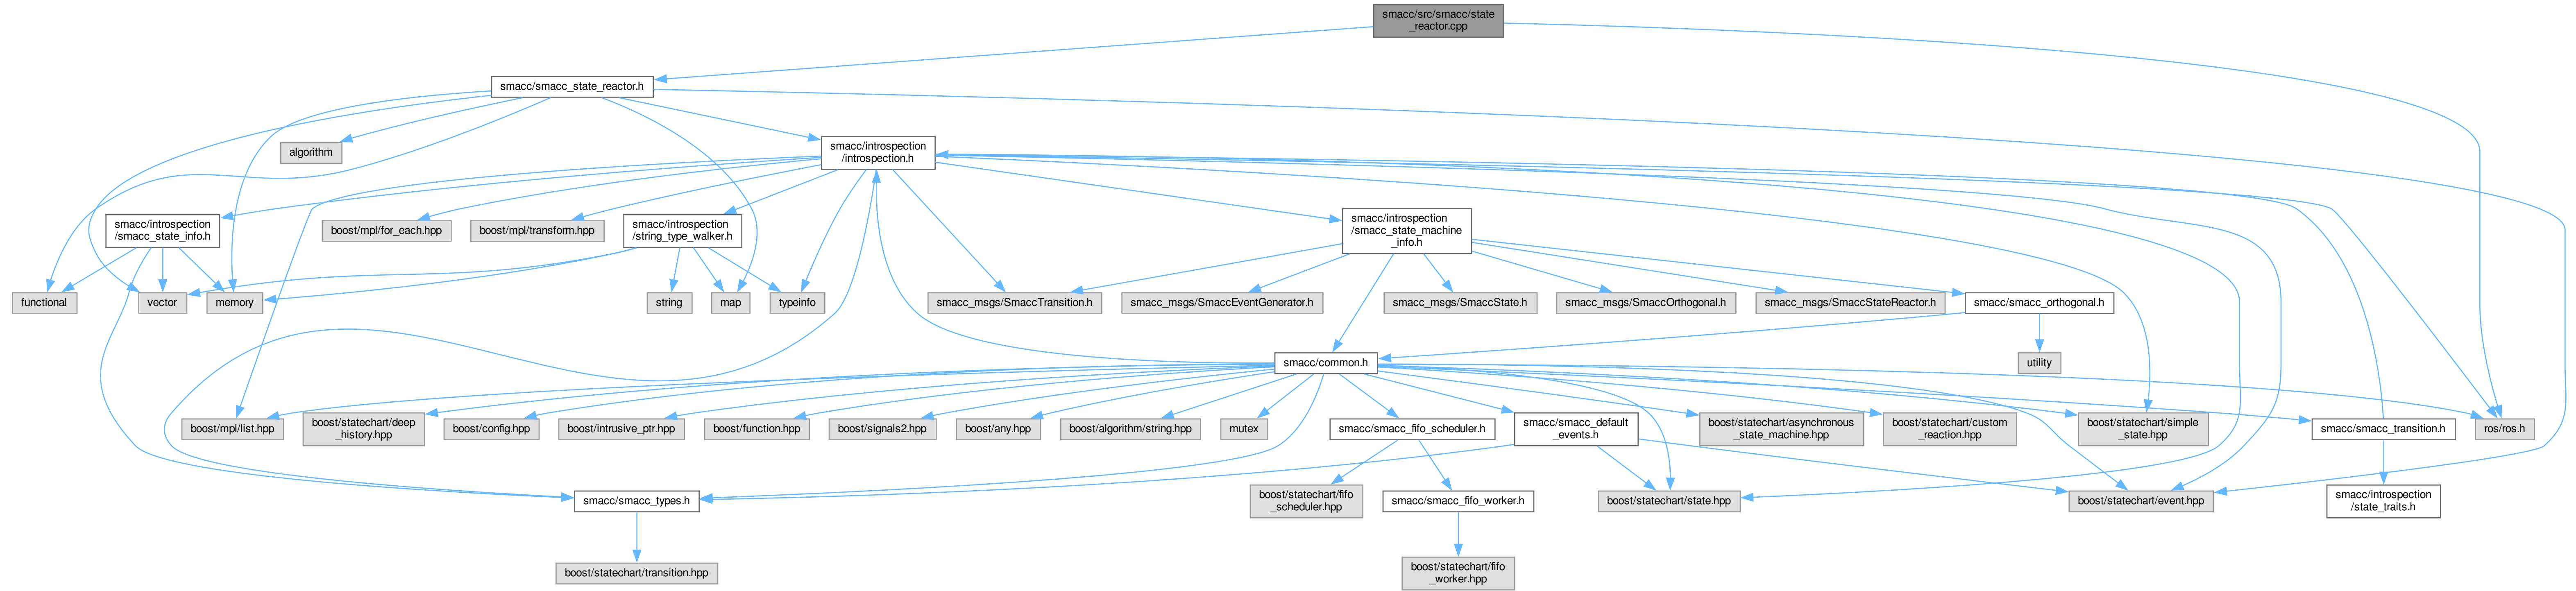 smacc/src/smacc/state
_reactor.cpp
smacc/smacc_state_reactor.h
algorithm
smacc/introspection
/introspection.h
smacc/introspection
/smacc_state_info.h
boost/mpl/for_each.hpp
boost/mpl/transform.hpp
smacc/introspection
/string_type_walker.h
smacc/introspection
/smacc_state_machine
_info.h
functional
vector
memory
string
map
typeinfo
smacc_msgs/SmaccTransition.h
smacc_msgs/SmaccEventGenerator.h
smacc_msgs/SmaccState.h
smacc_msgs/SmaccOrthogonal.h
smacc_msgs/SmaccStateReactor.h
smacc/smacc_orthogonal.h
smacc/common.h
utility
boost/mpl/list.hpp
boost/statechart/deep
_history.hpp
boost/config.hpp
boost/intrusive_ptr.hpp
boost/function.hpp
boost/signals2.hpp
boost/any.hpp
boost/algorithm/string.hpp
mutex
smacc/smacc_fifo_scheduler.h
smacc/smacc_default
_events.h
boost/statechart/asynchronous
_state_machine.hpp
boost/statechart/custom
_reaction.hpp
boost/statechart/simple
_state.hpp
smacc/smacc_transition.h
ros/ros.h
smacc/smacc_types.h
boost/statechart/fifo
_scheduler.hpp
smacc/smacc_fifo_worker.h
boost/statechart/state.hpp
boost/statechart/event.hpp
smacc/introspection
/state_traits.h
boost/statechart/transition.hpp
boost/statechart/fifo
_worker.hpp